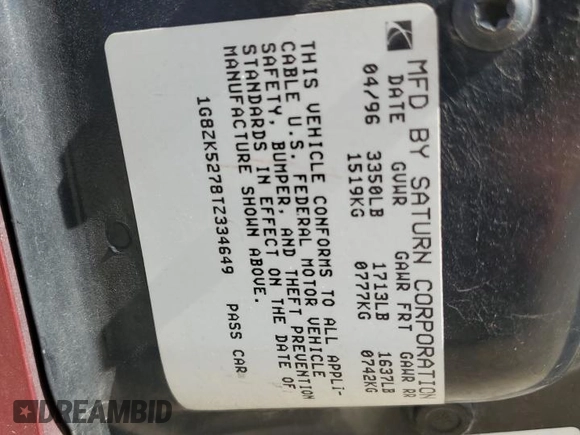 MFD BY SATURN CORPORATION
DATE GVWR GAWR FRT GAWR RR
04/96 3350LB 1713LB 1637LB
1519KG 0777KG 0742KG
THIS VEHICLE CONFORMS TO ALL APPLI-
CABLE U.S. FEDERAL MOTOR VEHICLE
SAFETY, BUMPER, AND THEFT PREVENTION
STANDARDS IN EFFECT ON THE DATE OF
MANUFACTURE SHOWN ABOVE.
1G8ZK5278TZ334649 PASS CAR
DREAMBID